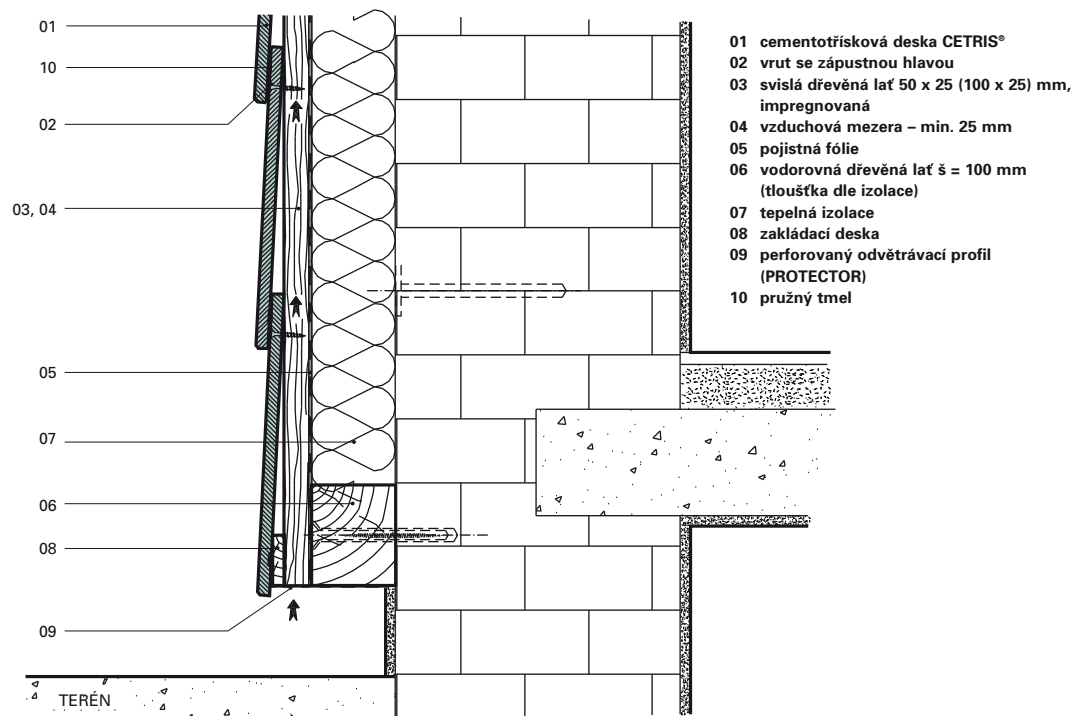 01
10
02
03, 04
05
07
06
08
09
TERÉN
01 cementotřísková deska CETRIS®
02 vrut se zápustnou hlavou
03 svislá dřevěná lať 50 x 25 (100 x 25) mm,
impregnovaná
04 vzduchová mezera – min. 25 mm
05 pojistná fólie
06 vodorovná dřevěná lať š = 100 mm
(tloušťka dle izolace)
07 tepelná izolace
08 zakládací deska
09 perforovaný odvětrávací profil
(PROTECTOR)
10 pružný tmel